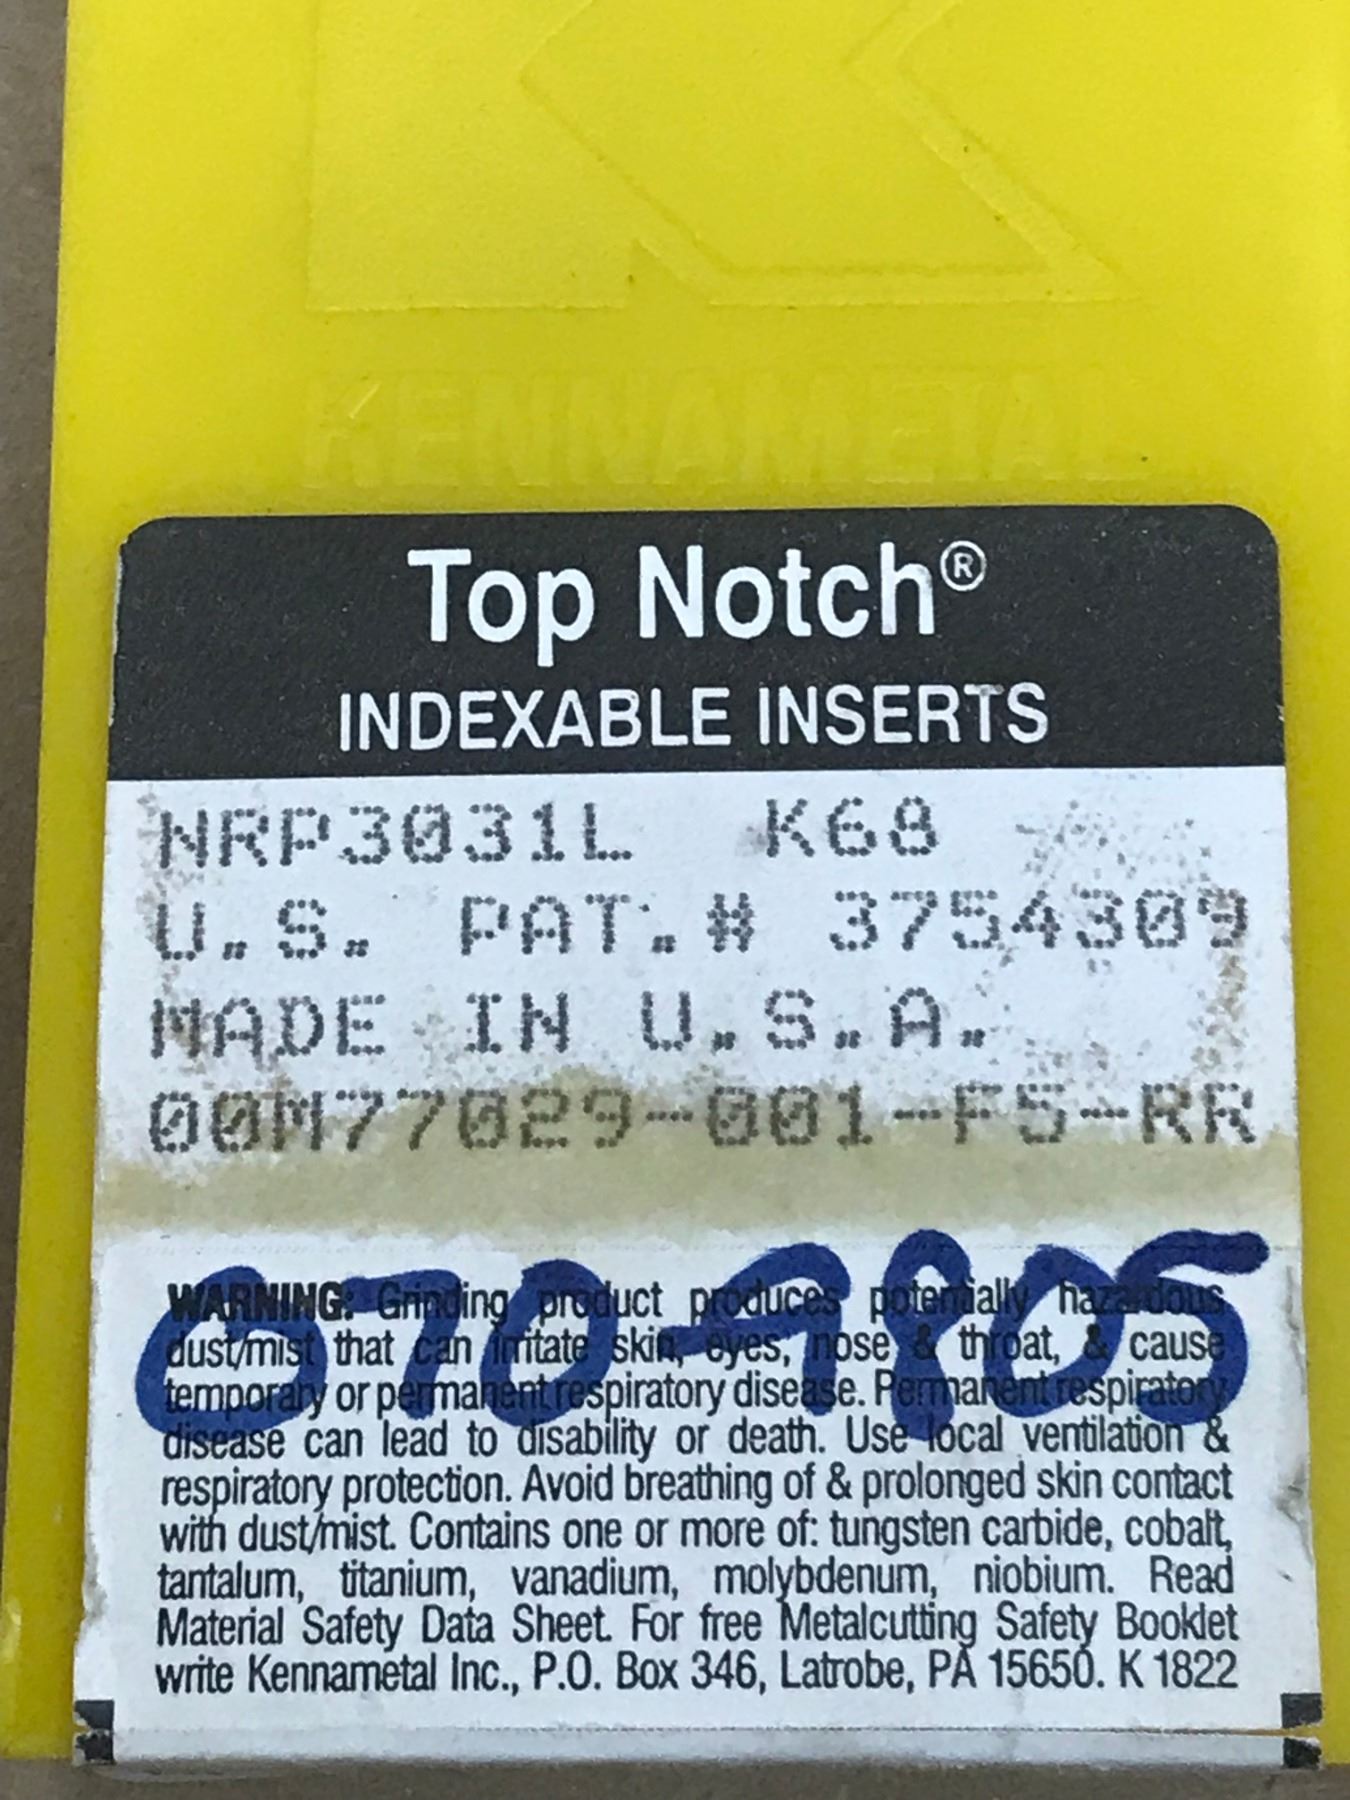 KENNAMETAL
Top Notch®
INDEXABLE INSERTS
NRP3031L K68
U.S. PAT.# 3754309
MADE IN U.S.A.
00M77029-001-F5-RR
070-9805
WARNING: Grinding product produces potentially hazardous
dust/mist that can irritate skin, eyes, nose & throat, & cause
temporary or permanent respiratory disease. Permanent respiratory
disease can lead to disability or death. Use local ventilation &
respiratory protection. Avoid breathing of & prolonged skin contact
with dust/mist. Contains one or more of: tungsten carbide, cobalt,
tantalum, titanium, vanadium, molybdenum, niobium. Read
Material Safety Data Sheet. For free Metalcutting Safety Booklet
write Kennametal Inc., P.O. Box 346, Latrobe, PA 15650. K 1822